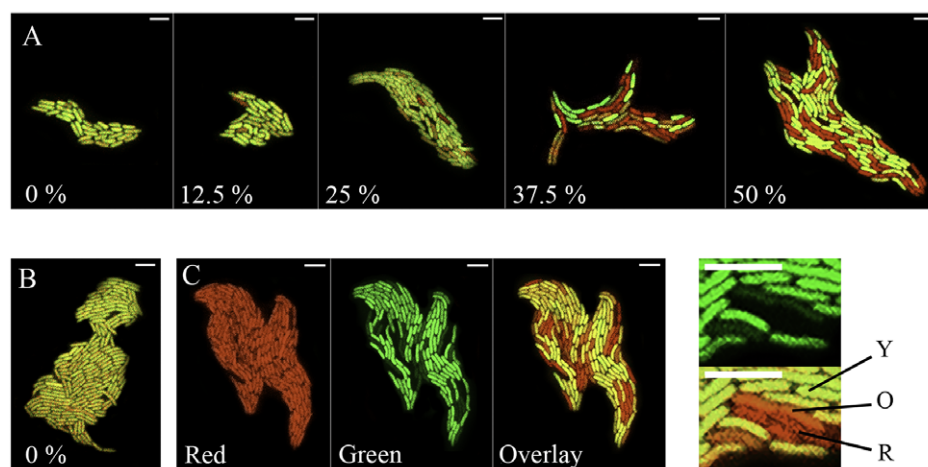 A
0 %
12.5 %
25 %
37.5 %
50 %
B
0 %
C
Red
Green
Overlay
Y
O
R